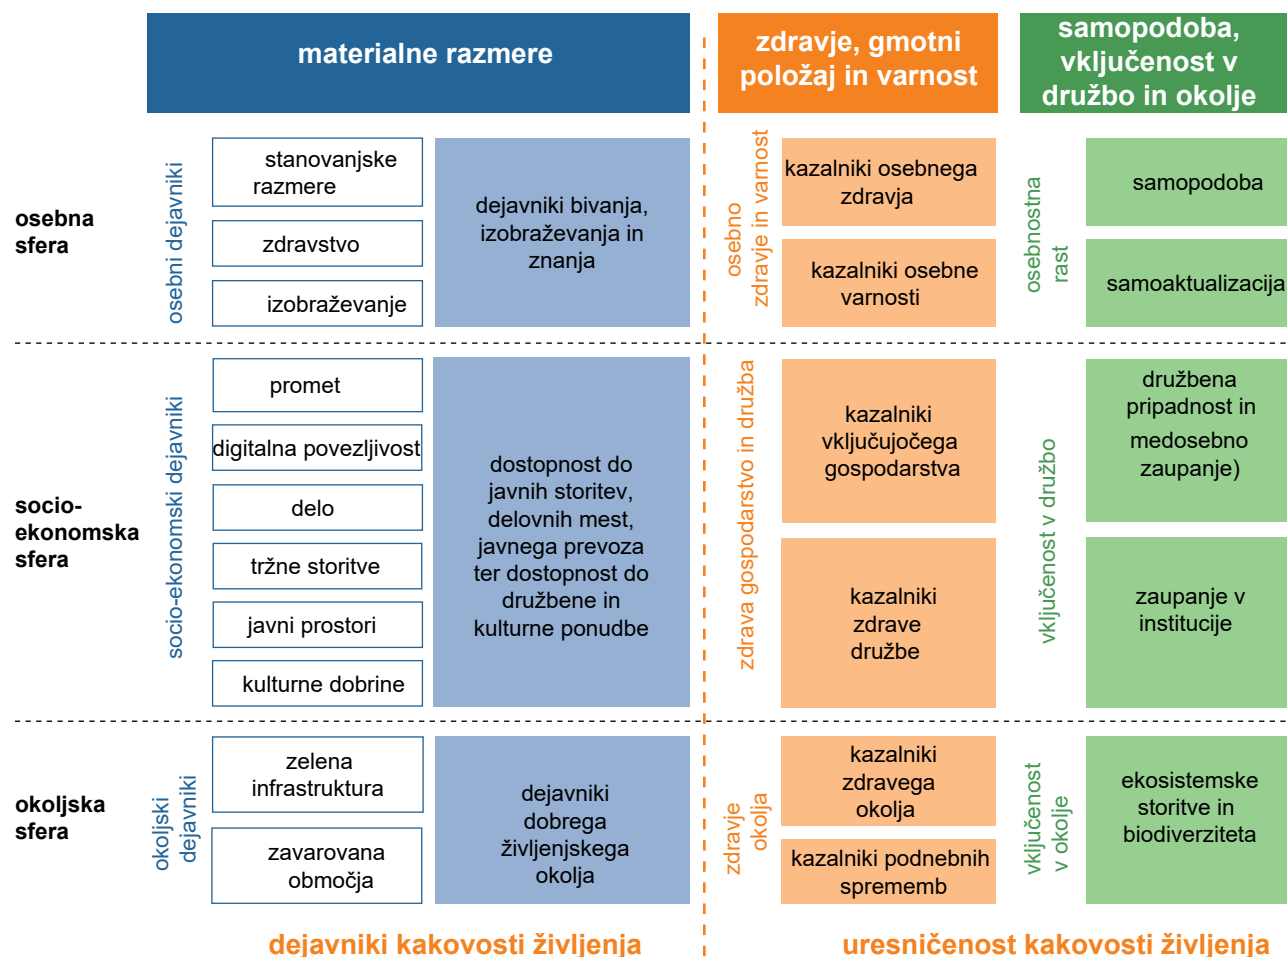 materialne razmere
zdravje, gmotni
položaj in varnost
samopodoba,
vključenost v
družbo in okolje
osebna
sfera
osebni dejavniki
stanovanjske
razmere
zdravstvo
izobraževanje
dejavniki bivanja,
izobraževanja in
znanja
osebno
zdravje in varnost
kazalniki osebnega
zdravja
kazalniki osebne
varnosti
osebnostna
rast
samopodoba
samoaktualizacija
socio-
ekonomska
sfera
socio-ekonomski dejavniki
promet
digitalna povezljivost
delo
tržne storitve
javni prostori
kulturne dobrine
dostopnost do
javnih storitev,
delovnih mest,
javnega prevoza
ter dostopnost do
družbene in
kulturne ponudbe
zdrava gospodarstvo in družba
kazalniki
vključujočega
gospodarstva
kazalniki
zdrave
družbe
vključenost v družbo
družbena
pripadnost in
medosebno
zaupanje)
zaupanje v
institucije
okoljska
sfera
okoljski
dejavniki
zelena
infrastruktura
zavarovana
območja
dejavniki
dobrega
življenjskega
okolja
zdravje
okolja
kazalniki
zdravega
okolja
kazalniki podnebnih
sprememb
vključenost
v okolje
ekosistemske
storitve in
biodiverziteta
dejavniki kakovosti življenja
uresničenost kakovosti življenja